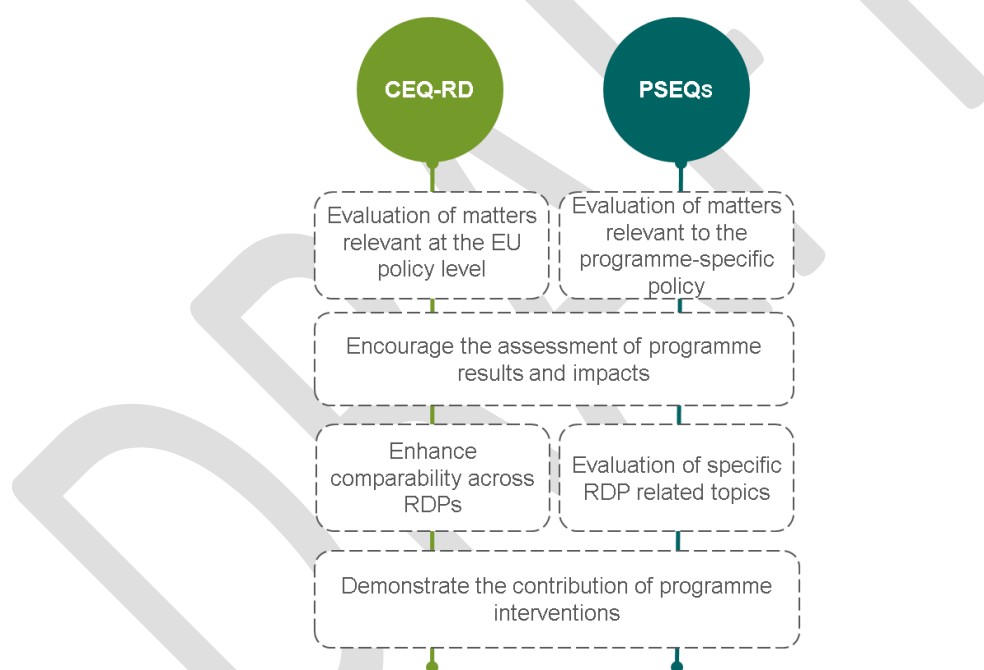 CEQ-RD
PSEQs
Evaluation of matters
relevant at the EU
policy level
Evaluation of matters
relevant to the
programme-specific
policy
Encourage the assessment of programme
results and impacts
Enhance
comparability across
RDPs
Evaluation of specific
RDP related topics
Demonstrate the contribution of programme
interventions